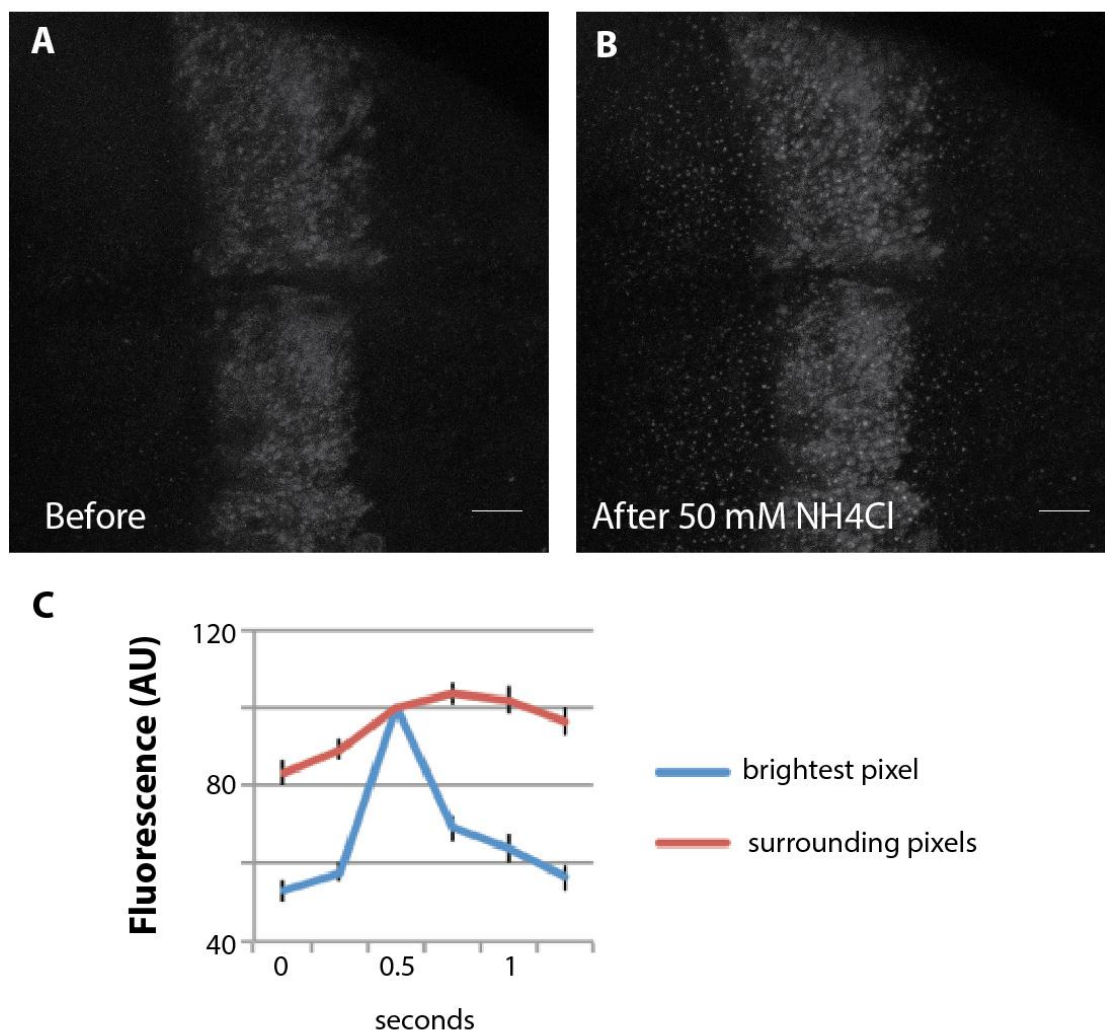 A
B
Before
After 50 mM NH4Cl
C
Fluorescence (AU)
120
80
40
0
0.5
1
seconds
brightest pixel
surrounding pixels